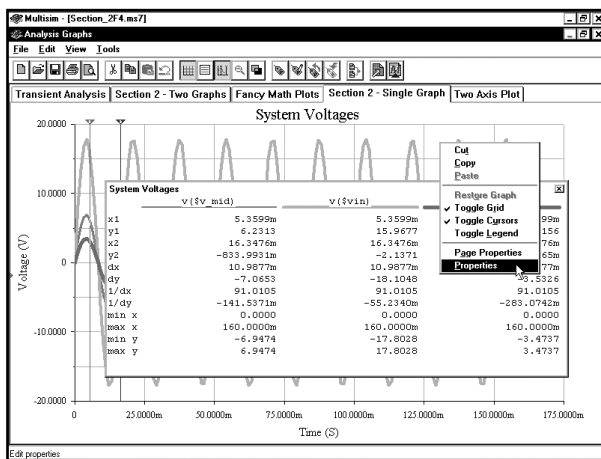 Multisim - [Section_2F4.ms7]
Analysis Graphs
File Edit View Tools
Transient Analysis Section 2 - Two Graphs Fancy Math Plots Section 2 - Single Graph Two Axis Plot
System Voltages
20.0000
10.0000
0
-10.0000
-20.0000
Voltage (V)
System Voltages
v($v_mid) v($vin)
x1 5.3599m 5.3599m 99m
y1 6.2313 15.9677 156
x2 16.3476m 16.3476m 76m
y2 -833.9931m -2.1371 65m
dx 10.9877m 10.9877m 77m
dy -7.0653 -18.1048 -3.5326
1/dx 91.0105 91.0105 91.0105
1/dy -141.5371m -55.2340m -283.0742m
min x 0.0000 0.0000 0.0000
max x 160.0000m 160.0000m 160.0000m
min y -6.9474 -17.8028 -3.4737
max y 6.9474 17.8028 3.4737
Cut
Copy
Paste
Restore Graph
Toggle Grid
Toggle Cursors
Toggle Legend
Page Properties
Properties
0 25.0000m 50.0000m 75.0000m 100.0000m 125.0000m 150.0000m 175.0000m
Time (S)
Edit properties